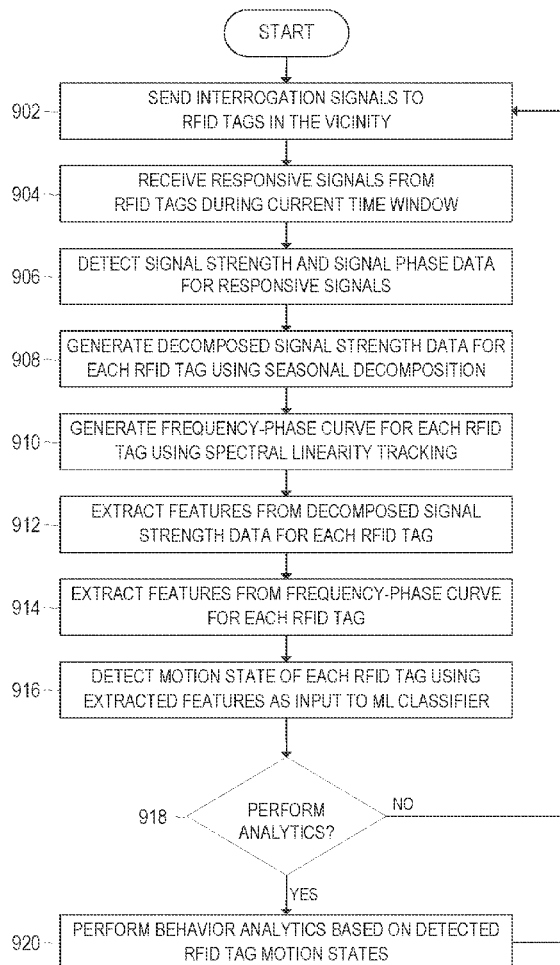 START
902
SEND INTERROGATION SIGNALS TO
RFID TAGS IN THE VICINITY
904
RECEIVE RESPONSIVE SIGNALS FROM
RFID TAGS DURING CURRENT TIME WINDOW
906
DETECT SIGNAL STRENGTH AND SIGNAL PHASE DATA
FOR RESPONSIVE SIGNALS
908
GENERATE DECOMPOSED SIGNAL STRENGTH DATA FOR
EACH RFID TAG USING SEASONAL DECOMPOSITION
910
GENERATE FREQUENCY-PHASE CURVE FOR EACH RFID
TAG USING SPECTRAL LINEARITY TRACKING
912
EXTRACT FEATURES FROM DECOMPOSED SIGNAL
STRENGTH DATA FOR EACH RFID TAG
914
EXTRACT FEATURES FROM FREQUENCY-PHASE CURVE
FOR EACH RFID TAG
916
DETECT MOTION STATE OF EACH RFID TAG USING
EXTRACTED FEATURES AS INPUT TO ML CLASSIFIER
918
PERFORM
ANALYTICS?
NO
YES
920
PERFORM BEHAVIOR ANALYTICS BASED ON DETECTED
RFID TAG MOTION STATES